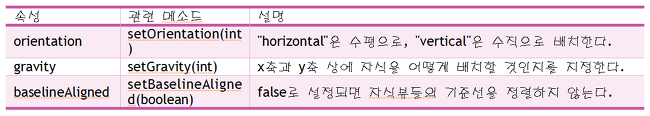 속성 관련 메소드 설명
orientation setOrientation(int "horizontal"은 수평으로, "vertical"은 수직으로 배치한다.
)
gravity setGravity(int) x축과 y축 상에 자식을 어떻게 배치할 것인지를 지정한다.
baselineAligned setBaselineAligne false로 설정되면 자식뷰들의 기준선을 정렬하지 않는다.
d(boolean)